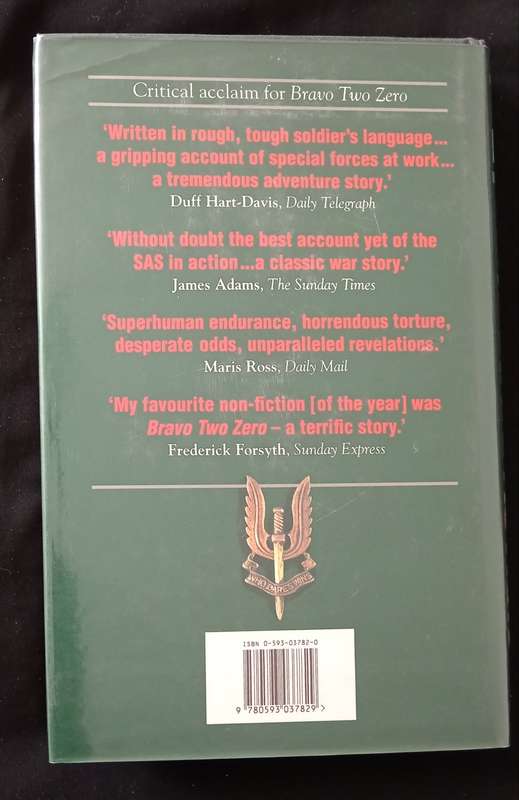 Critical acclaim for Bravo Two Zero
‘Written in rough, tough soldier’s language...
a gripping account of special forces at work...
a tremendous adventure story.’
Duff Hart-Davis, Daily Telegraph
‘Without doubt the best account yet of the
SAS in action...a classic war story.’
James Adams, The Sunday Times
‘Superhuman endurance, horrendous torture,
desperate odds, unparalleled revelations.’
Maris Ross, Daily Mail
‘My favourite non-fiction [of the year] was
Bravo Two Zero – a terrific story.’
Frederick Forsyth, Sunday Express
WHO DARES WINS
ISBN 0-593-03782-0
9 780593 037829 >